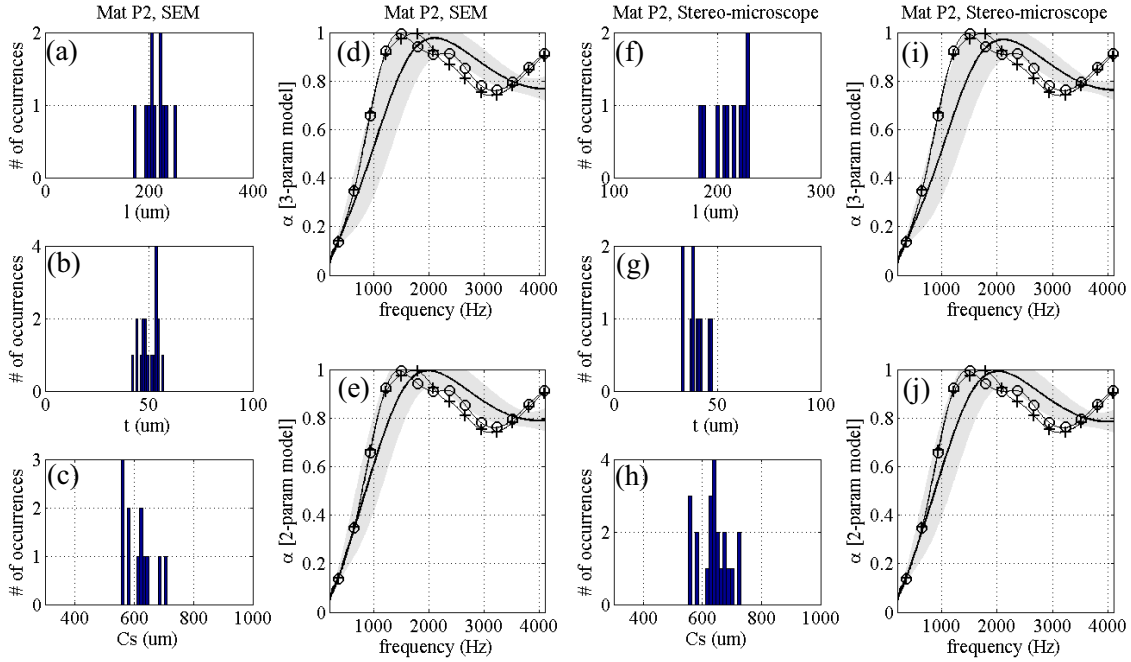 Mat P2, SEM
(a)
# of occurrences
2
1
0
0
200
400
l (um)
(b)
# of occurrences
4
2
0
0
50
100
t (um)
(c)
# of occurrences
3
2
1
0
400
600
800
1000
Cs (um)
Mat P2, SEM
(d)
α [3-param model]
1
0.8
0.6
0.4
0.2
0
1000
2000
3000
4000
frequency (Hz)
(e)
α [2-param model]
1
0.8
0.6
0.4
0.2
0
1000
2000
3000
4000
frequency (Hz)
Mat P2, Stereo-microscope
(f)
# of occurrences
2
1
0
100
200
300
l (um)
(g)
# of occurrences
2
1
0
0
50
100
t (um)
(h)
# of occurrences
4
2
0
400
600
800
1000
Cs (um)
Mat P2, Stereo-microscope
(i)
α [3-param model]
1
0.8
0.6
0.4
0.2
0
1000
2000
3000
4000
frequency (Hz)
(j)
α [2-param model]
1
0.8
0.6
0.4
0.2
0
1000
2000
3000
4000
frequency (Hz)